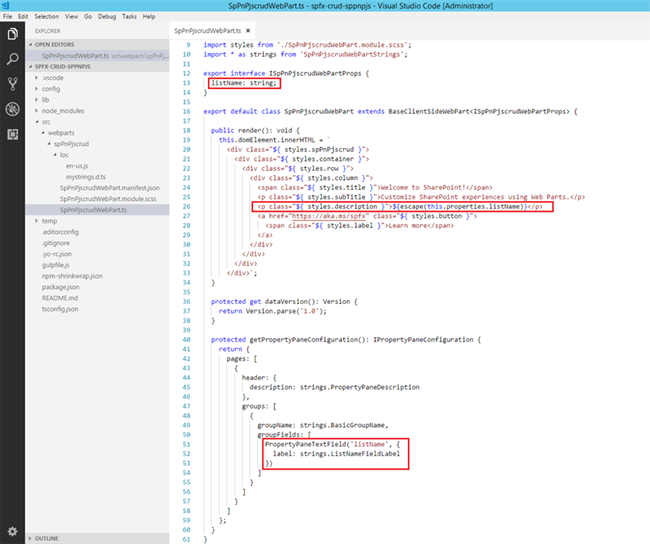 SpPnPjscrudWebPart.ts - spfx-crud-sppnpjs - Visual Studio Code [Administrator]
File Edit Selection View Go Debug Tasks Help
EXPLORER
OPEN EDITORS
SpPnPjscrudWebPart.ts src\webparts\spPnPj...
SPFX-CRUD-SPPNPJS
.vscode
config
lib
node_modules
src
webparts
spPnPjscrud
loc
en-us.js
mystrings.d.ts
SpPnPjscrudWebPart.manifest.json
SpPnPjscrudWebPart.module.scss
SpPnPjscrudWebPart.ts
temp
.editorconfig
.gitignore
.yo-rc.json
gulpfile.js
npm-shrinkwrap.json
package.json
README.md
tsconfig.json
OUTLINE
SpPnPjscrudWebPart.ts ×
9 import styles from './SpPnPjscrudWebPart.module.scss';
10 import * as strings from 'SpPnPjscrudWebPartStrings';
11
12 export interface ISpPnPjscrudWebPartProps {
13 listName: string;
14 }
15
16 export default class SpPnPjscrudWebPart extends BaseClientSideWebPart<ISpPnPjscrudWebPartProps> {
17
18 public render(): void {
19 this.domElement.innerHTML = `
20 <div class="${ styles.spPnPjscrud }">
21 <div class="${ styles.container }">
22 <div class="${ styles.row }">
23 <div class="${ styles.column }">
24 <span class="${ styles.title }">Welcome to SharePoint!</span>
25 <p class="${ styles.subTitle }">Customize SharePoint experiences using Web Parts.</p>
26 <p class="${ styles.description }">${escape(this.properties.listName)}</p>
27 <a href="https://aka.ms/spfx" class="${ styles.button }">
28 <span class="${ styles.label }">Learn more</span>
29 </a>
30 </div>
31 </div>
32 </div>
33 </div>`;
34 }
35
36 protected get dataVersion(): Version {
37 return Version.parse('1.0');
38 }
39
40 protected getPropertyPaneConfiguration(): IPropertyPaneConfiguration {
41 return {
42 pages: [
43 {
44 header: {
45 description: strings.PropertyPaneDescription
46 },
47 groups: [
48 {
49 groupName: strings.BasicGroupName,
50 groupFields: [
51 PropertyPaneTextField('listName', {
52 label: strings.ListNameFieldLabel
53 })
54 ]
55 }
56 ]
57 }
58 ]
59 };
60 }
61 }